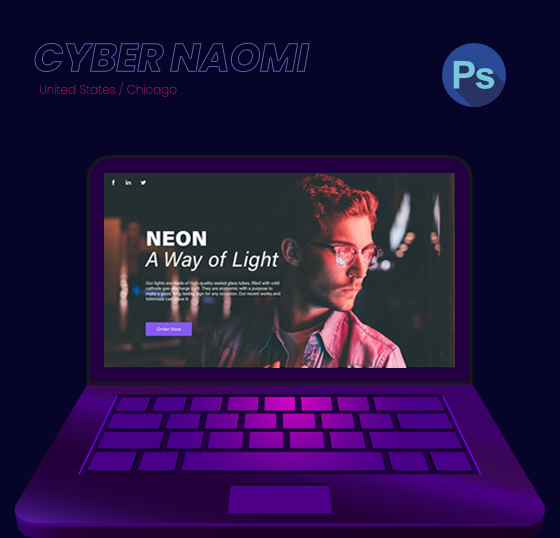 CYBER NAOMI
United States / Chicago
Ps
f in
NEON
A Way of Light
Our lights are made of high-quality sealed glass tubes, filled with cold
cathode gas-discharge light. They are economic with a purpose to
make a good, long lasting sign for any occasion. Our recent works and
Order Now